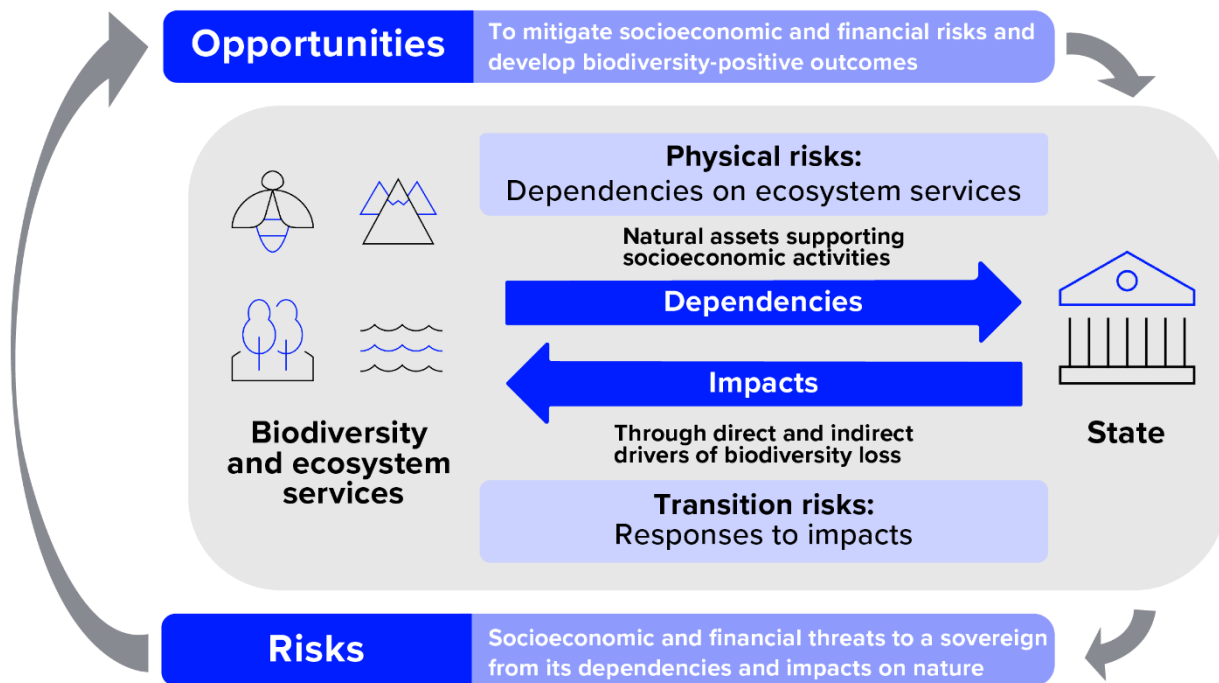 Opportunities
To mitigate socioeconomic and financial risks and
develop biodiversity-positive outcomes
Physical risks:
Dependencies on ecosystem services
Natural assets supporting
socioeconomic activities
Dependencies
Impacts
Through direct and indirect
drivers of biodiversity loss
Biodiversity
and ecosystem
services
State
Transition risks:
Responses to impacts
Risks
Socioeconomic and financial threats to a sovereign
from its dependencies and impacts on nature